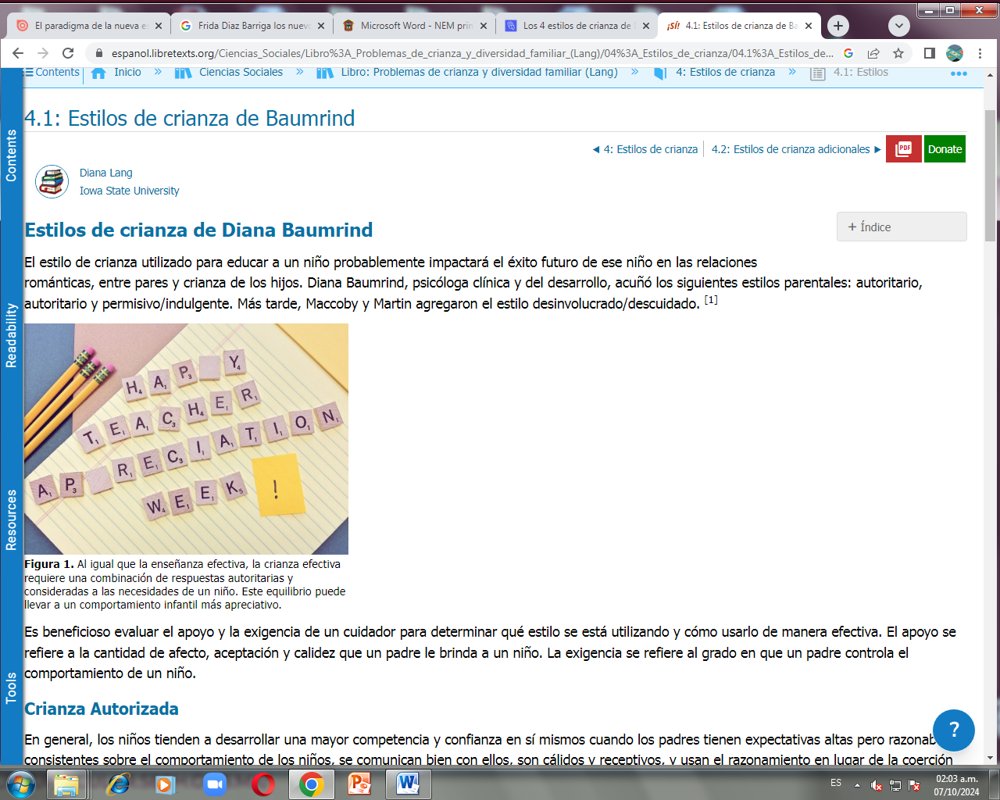 El paradigma de la nueva es
Frida Diaz Barriga los nuevo
Microsoft Word - NEM prin
Los 4 estilos de crianza de
¡SÍ! 4.1: Estilos de crianza de Ba
espanol.libretexts.org/Ciencias_Sociales/Libro%3A_Problemas_de_crianza_y_diversidad_familiar_(Lang)/04%3A_Estilos_de_crianza/04.1%3A_Estilos_de...
Contents Inicio » Ciencias Sociales » Libro: Problemas de crianza y diversidad familiar (Lang) » 4: Estilos de crianza » 4.1: Estilos
4.1: Estilos de crianza de Baumrind
◄ 4: Estilos de crianza 4.2: Estilos de crianza adicionales ► PDF Donate
Diana Lang
Iowa State University
Estilos de crianza de Diana Baumrind
+ Índice
El estilo de crianza utilizado para educar a un niño probablemente impactará el éxito futuro de ese niño en las relaciones
románticas, entre pares y crianza de los hijos. Diana Baumrind, psicóloga clínica y del desarrollo, acuñó los siguientes estilos parentales: autoritario,
autoritario y permisivo/indulgente. Más tarde, Maccoby y Martin agregaron el estilo desinvolucrado/descuidado. [1]
HAP Y
TEACHER
AP RECIATION
WEEK !
Figura 1. Al igual que la enseñanza efectiva, la crianza efectiva
requiere una combinación de respuestas autoritarias y
consideradas a las necesidades de un niño. Este equilibrio puede
llevar a un comportamiento infantil más apreciativo.
Es beneficioso evaluar el apoyo y la exigencia de un cuidador para determinar qué estilo se está utilizando y cómo usarlo de manera efectiva. El apoyo se
refiere a la cantidad de afecto, aceptación y calidez que un padre le brinda a un niño. La exigencia se refiere al grado en que un padre controla el
comportamiento de un niño.
Crianza Autorizada
En general, los niños tienden a desarrollar una mayor competencia y confianza en sí mismos cuando los padres tienen expectativas altas pero
consistentes sobre el comportamiento de los niños, se comunican bien con ellos, son cálidos y receptivos, y usan el razonamiento en lugar de la coerción
?
Contents
Readability
Resources
Tools
ES
02:03 a.m.
07/10/2024